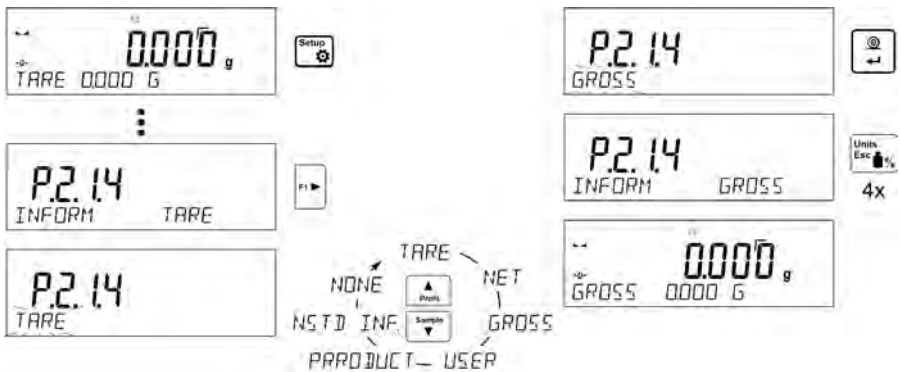 0.000 g
TARE 0.000 G
Setup
P.2.1.4
INFORM TARE
F1
P.2.1.4
TARE
TARE
NET
GROSS
USER
PRRODUCT
NSTD INF.
NONE
Profil
Sample
P.2.1.4
GROSS
P.2.1.4
INFORM GROSS
Units
Esc %
4x
0.000 g
GROSS 0.000 G